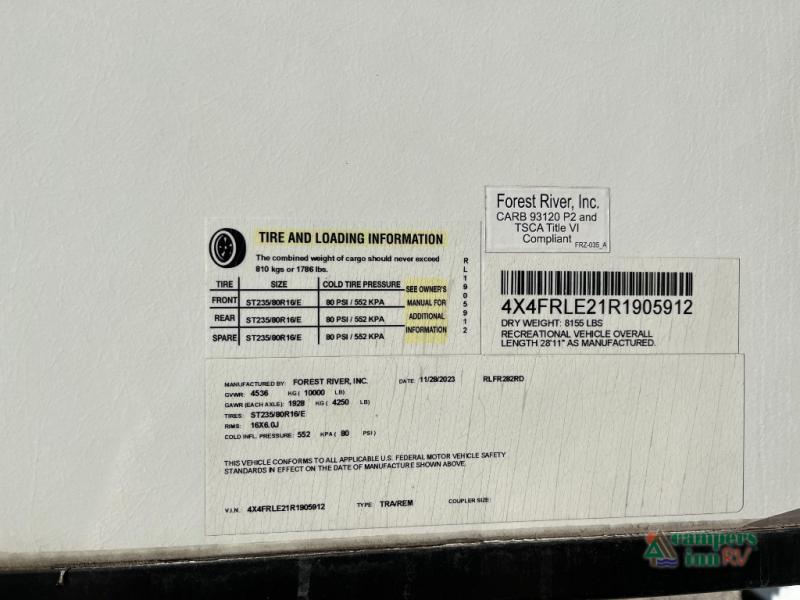 Forest River, Inc.
CARB 93120 P2 and
TSCA Title VI
Compliant
FRZ-035_A
TIRE AND LOADING INFORMATION
The combined weight of cargo should never exceed
810 kgs or 1786 lbs.
TIRE SIZE COLD TIRE PRESSURE
FRONT ST235/80R16/E 80 PSI / 552 KPA
REAR ST235/80R16/E 80 PSI / 552 KPA
SPARE ST235/80R16/E 80 PSI / 552 KPA
SEE OWNER'S
MANUAL FOR
ADDITIONAL
INFORMATION
RL1905912
4X4FRLE21R1905912
DRY WEIGHT: 8155 LBS
RECREATIONAL VEHICLE OVERALL
LENGTH 28'11" AS MANUFACTURED.
MANUFACTURED BY: FOREST RIVER, INC. DATE: 11/28/2023 RLFR282RD
GVWR: 4536 KG ( 10000 LB)
GAWR (EACH AXLE): 1928 KG ( 4250 LB)
TIRES: ST235/80R16/E
RIMS: 16X6.0J
COLD INFL. PRESSURE: 552 KPA ( 80 PSI)
THIS VEHICLE CONFORMS TO ALL APPLICABLE U.S. FEDERAL MOTOR VEHICLE SAFETY
STANDARDS IN EFFECT ON THE DATE OF MANUFACTURE SHOWN ABOVE.
V.I.N.: 4X4FRLE21R1905912 TYPE: TRA/REM COUPLER SIZE:
campers
inn RV